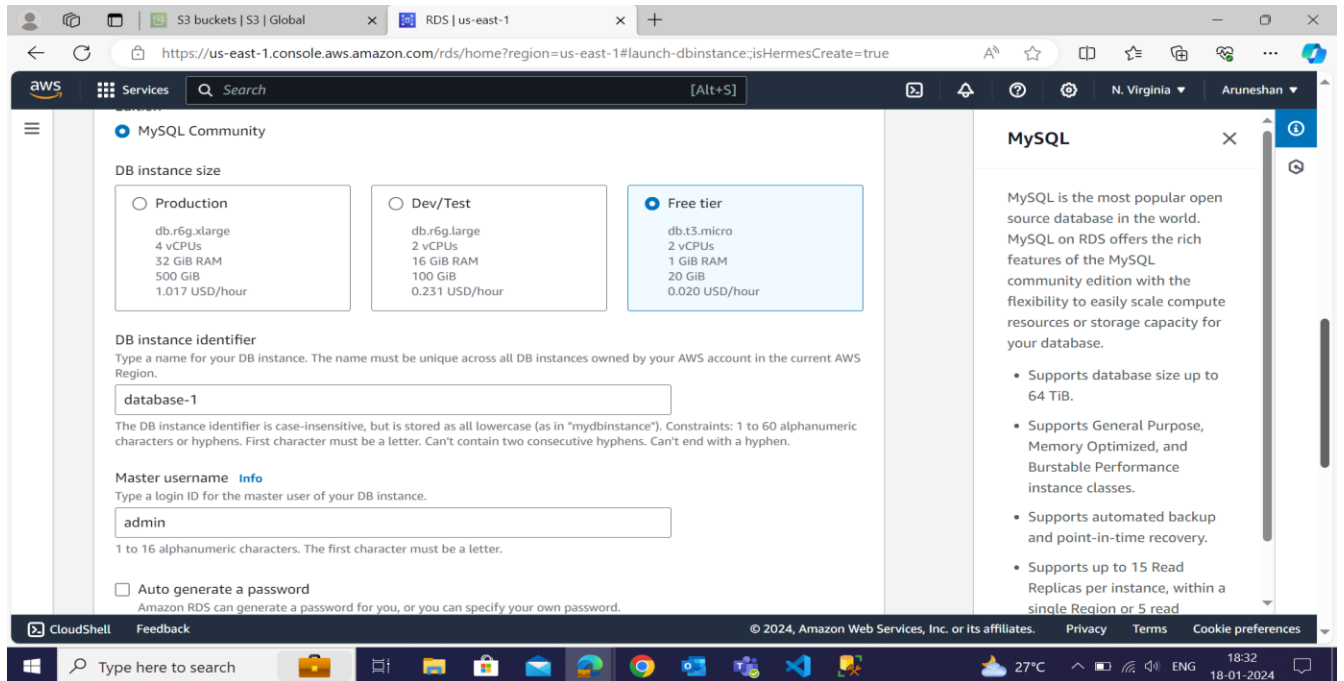 S3 buckets | S3 | Global
RDS | us-east-1
https://us-east-1.console.aws.amazon.com/rds/home?region=us-east-1#launch-dbinstance:;isHermesCreate=true
aws
Services
Search
[Alt+S]
N. Virginia
Aruneshan
Edition
MySQL Community
DB instance size
Production
db.r6g.xlarge
4 vCPUs
32 GiB RAM
500 GiB
1.017 USD/hour
Dev/Test
db.r6g.large
2 vCPUs
16 GiB RAM
100 GiB
0.231 USD/hour
Free tier
db.t3.micro
2 vCPUs
1 GiB RAM
20 GiB
0.020 USD/hour
DB instance identifier
Type a name for your DB instance. The name must be unique across all DB instances owned by your AWS account in the current AWS
Region.
database-1
The DB instance identifier is case-insensitive, but is stored as all lowercase (as in "mydbinstance"). Constraints: 1 to 60 alphanumeric
characters or hyphens. First character must be a letter. Can't contain two consecutive hyphens. Can't end with a hyphen.
Master username Info
Type a login ID for the master user of your DB instance.
admin
1 to 16 alphanumeric characters. The first character must be a letter.
Auto generate a password
Amazon RDS can generate a password for you, or you can specify your own password.
MySQL
MySQL is the most popular open
source database in the world.
MySQL on RDS offers the rich
features of the MySQL
community edition with the
flexibility to easily scale compute
resources or storage capacity for
your database.
• Supports database size up to
64 TiB.
• Supports General Purpose,
Memory Optimized, and
Burstable Performance
instance classes.
• Supports automated backup
and point-in-time recovery.
• Supports up to 15 Read
Replicas per instance, within a
single Region or 5 read
CloudShell
Feedback
© 2024, Amazon Web Services, Inc. or its affiliates.
Privacy
Terms
Cookie preferences
Type here to search
27°C
ENG
18:32
18-01-2024